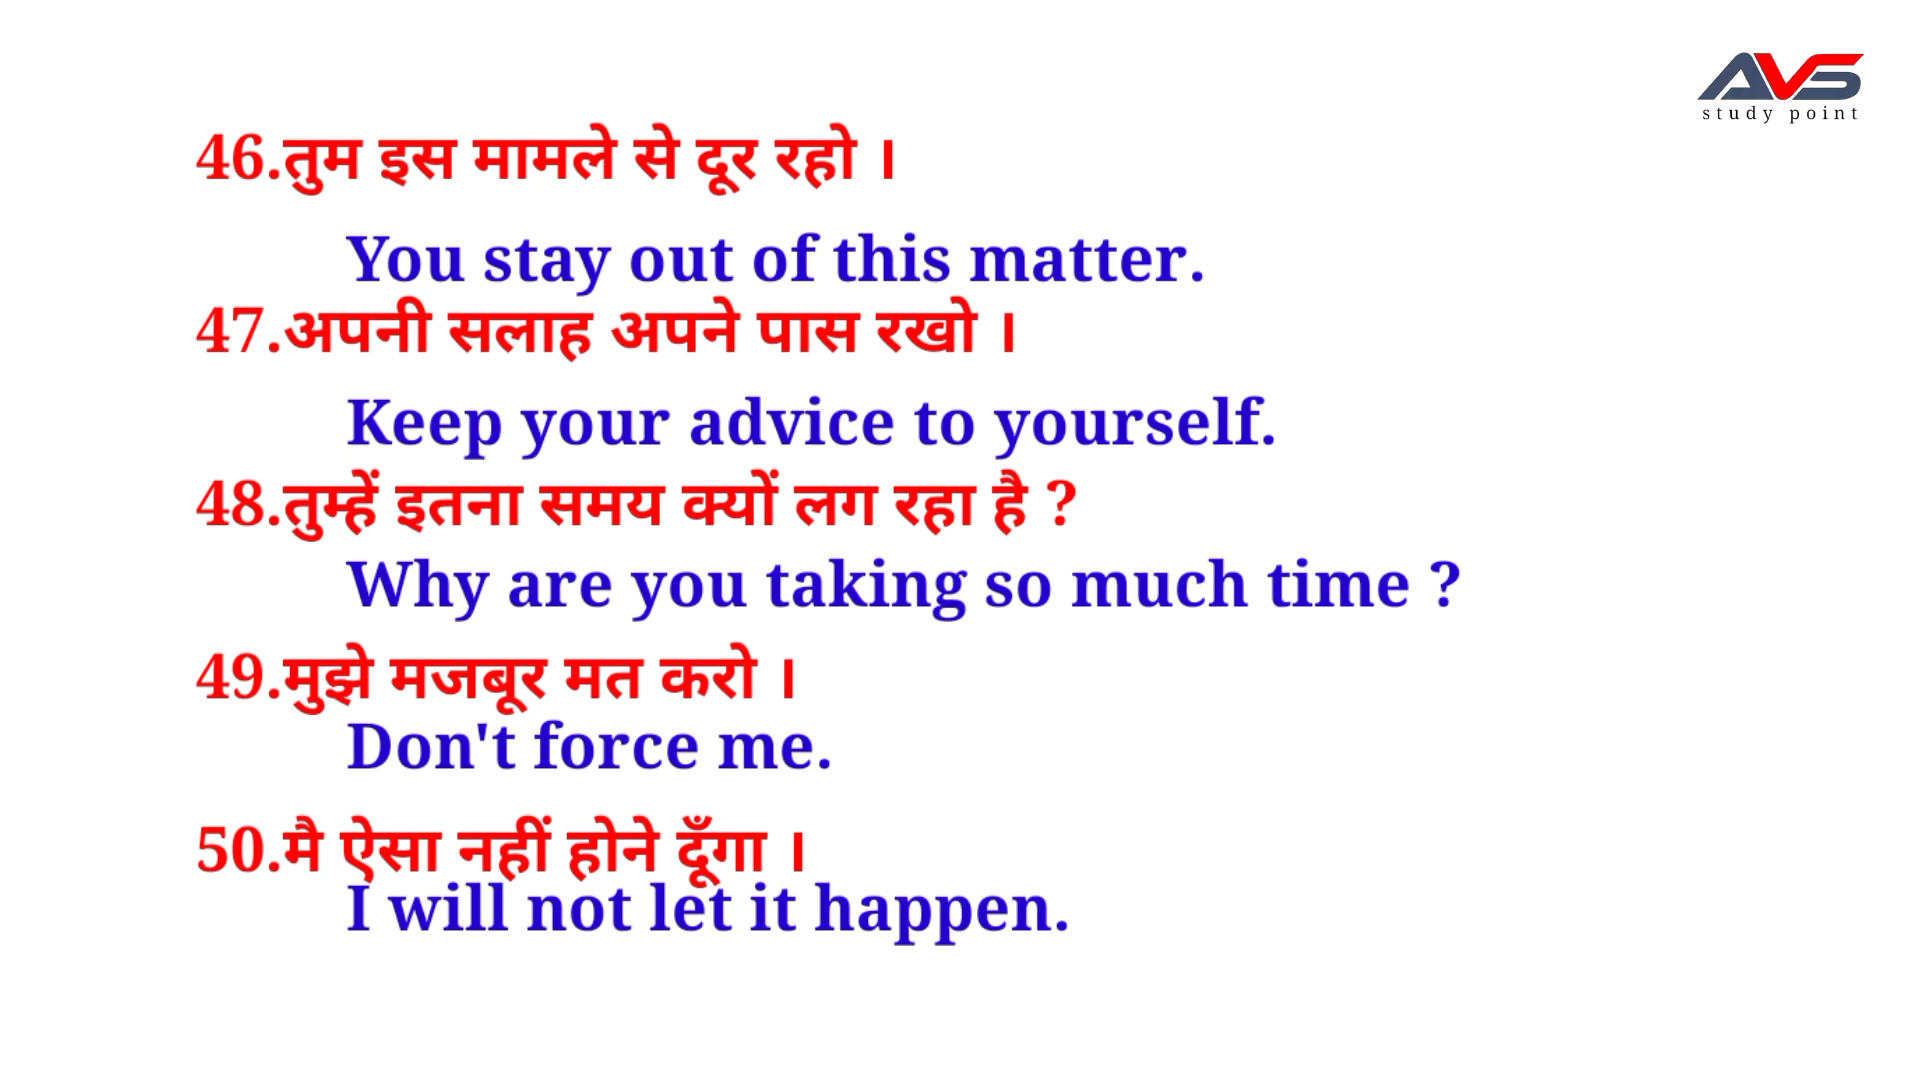 AVS
study point
46.तुम इस मामले से दूर रहो ।
You stay out of this matter.
47.अपनी सलाह अपने पास रखो ।
Keep your advice to yourself.
48.तुम्हें इतना समय क्यों लग रहा है ?
Why are you taking so much time ?
49.मुझे मजबूर मत करो ।
Don't force me.
50.मै ऐसा नहीं होने दूँगा ।
I will not let it happen.